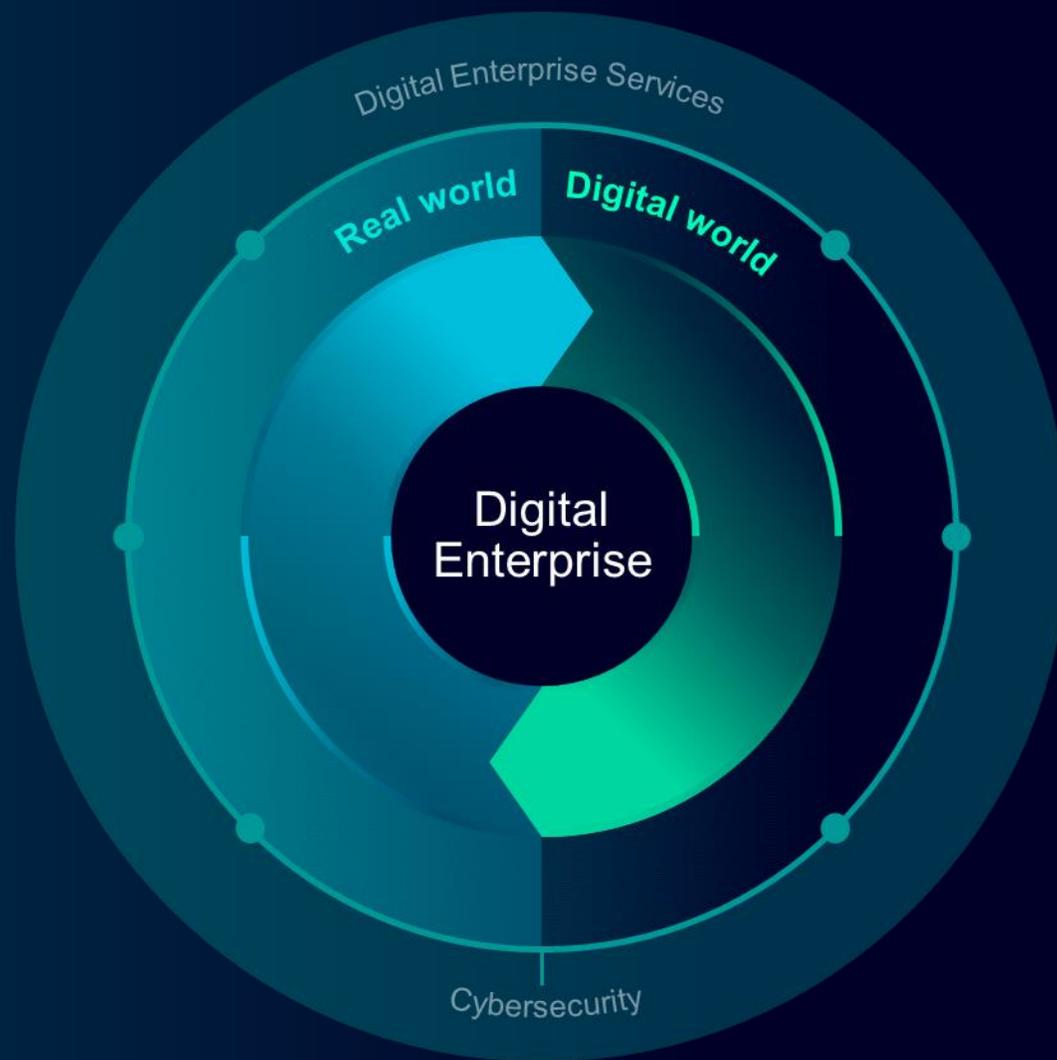 Digital Enterprise Services
Real world
Digital world
Digital
Enterprise
Cybersecurity